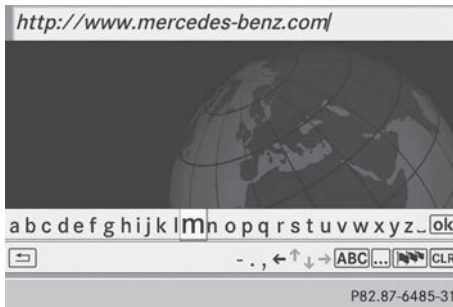 http://www.mercedes-benz.com
a b c d e f g h i j k l m n o p q r s t u v w x y z _ ok
- . , ← ↑ ↓ → ABC ... CLR
P82.87-6485-31